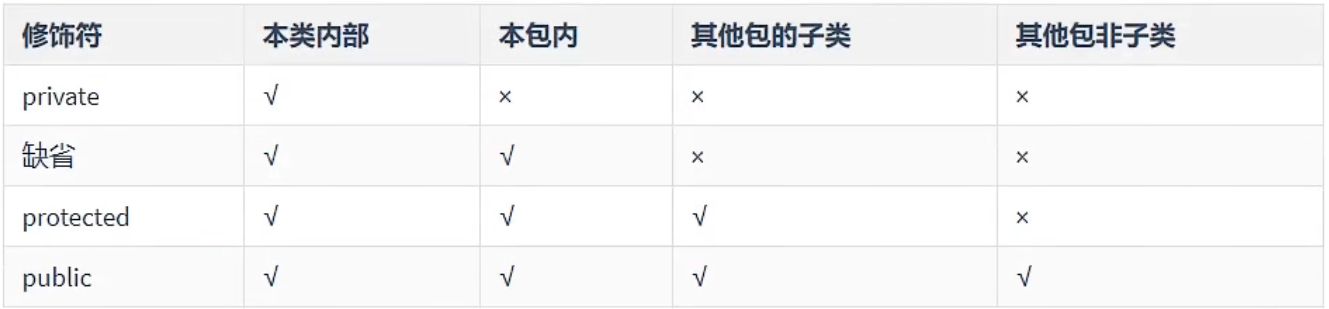 修饰符 本类内部 本包内 其他包的子类 其他包非子类
private √ × × ×
缺省 √ √ × ×
protected √ √ √ ×
public √ √ √ √